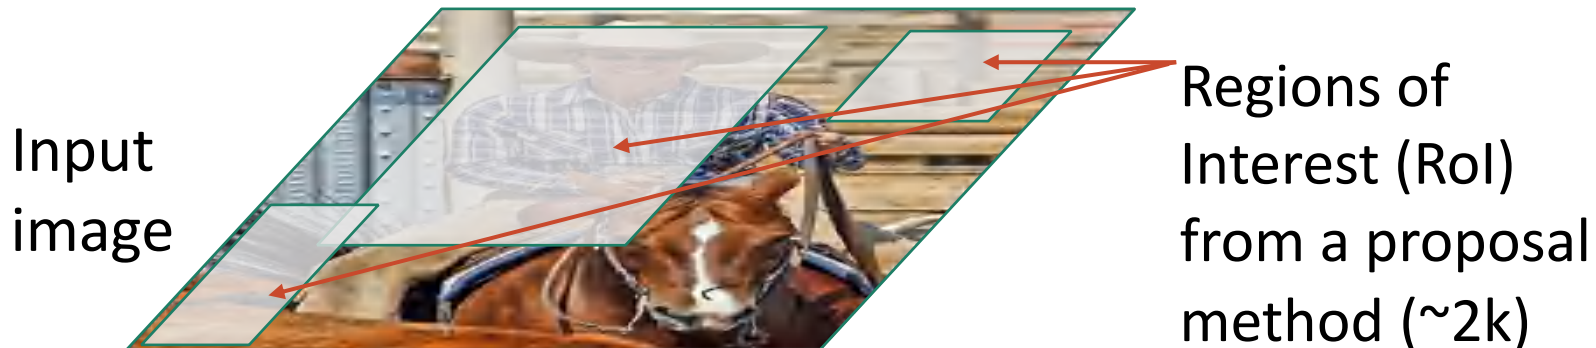 Input
image
Regions of
Interest (RoI)
from a proposal
method (~2k)